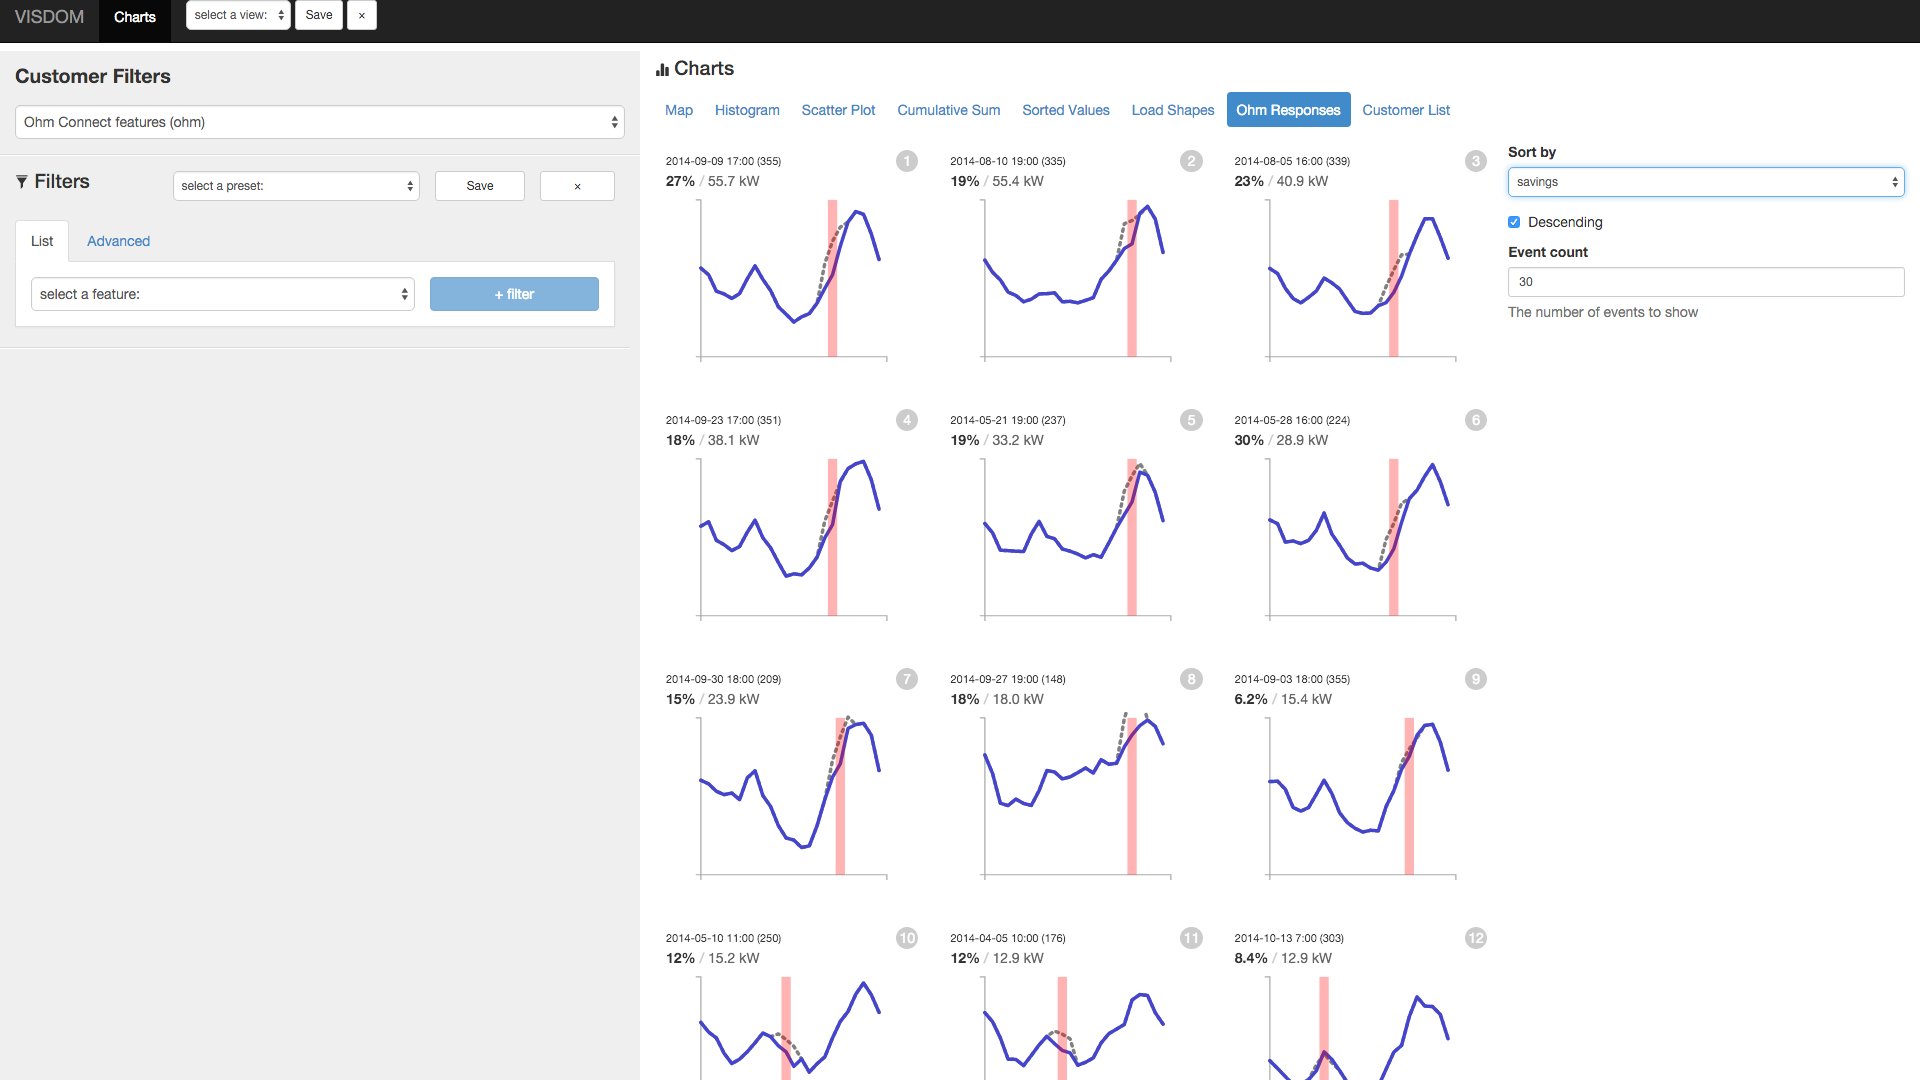 VISDOM Charts select a view: Save ×
Customer Filters
Ohm Connect features (ohm)
Filters select a preset: Save ×
List Advanced
select a feature: + filter
Charts
Map Histogram Scatter Plot Cumulative Sum Sorted Values Load Shapes Ohm Responses Customer List
2014-09-09 17:00 (355) 1
27% / 55.7 kW
2014-08-10 19:00 (335) 2
19% / 55.4 kW
2014-08-05 16:00 (339) 3
23% / 40.9 kW
2014-09-23 17:00 (351) 4
18% / 38.1 kW
2014-05-21 19:00 (237) 5
19% / 33.2 kW
2014-05-28 16:00 (224) 6
30% / 28.9 kW
2014-09-30 18:00 (209) 7
15% / 23.9 kW
2014-09-27 19:00 (148) 8
18% / 18.0 kW
2014-09-03 18:00 (355) 9
6.2% / 15.4 kW
2014-05-10 11:00 (250) 10
12% / 15.2 kW
2014-04-05 10:00 (176) 11
12% / 12.9 kW
2014-10-13 7:00 (303) 12
8.4% / 12.9 kW
Sort by
savings
Descending
Event count
30
The number of events to show